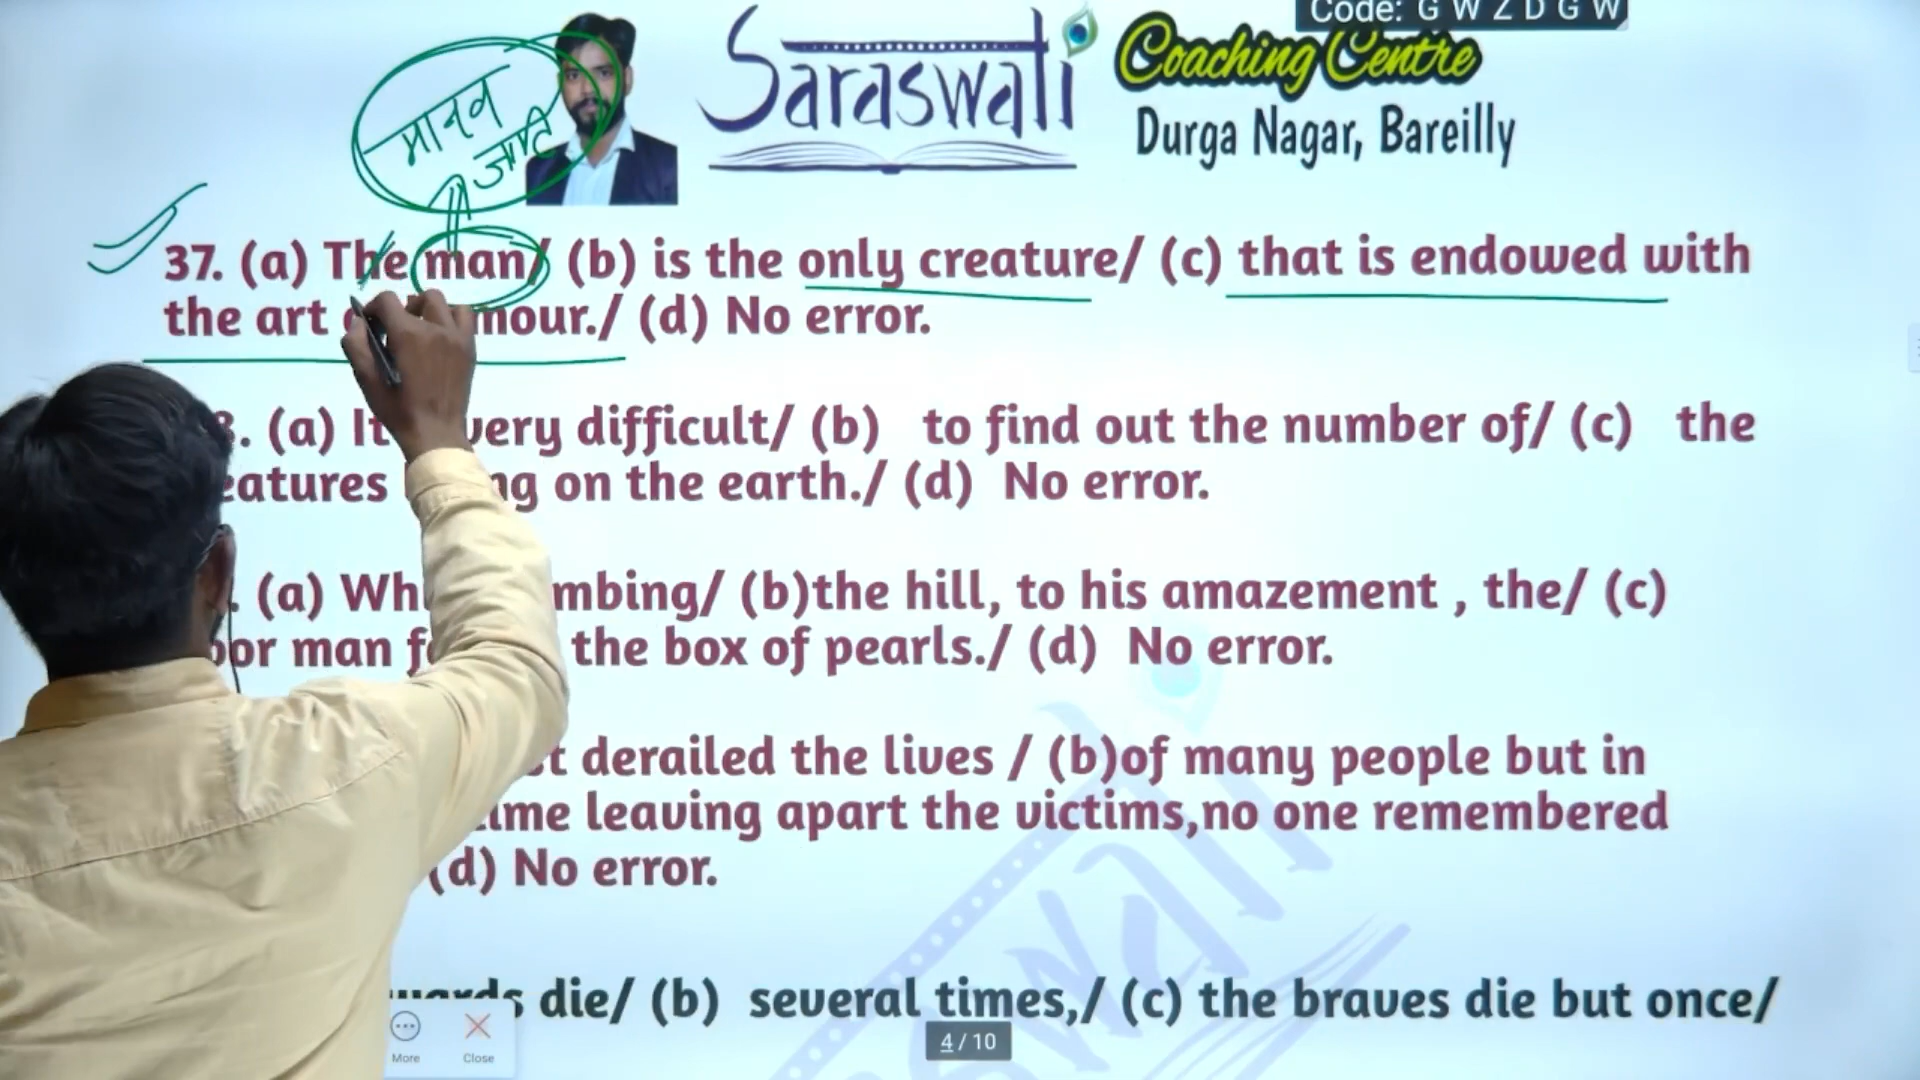 Code: G W Z D G W
Saraswati
Coaching Centre
Durga Nagar, Bareilly
मानव
जाति
37. (a) The man/ (b) is the only creature/ (c) that is endowed with
the art mour./ (d) No error.
. (a) It very difficult/ (b) to find out the number of/ (c) the
eatures ng on the earth./ (d) No error.
. (a) Wh mbing/ (b)the hill, to his amazement , the/ (c)
oor man f the box of pearls./ (d) No error.
t derailed the lives / (b)of many people but in
ime leaving apart the victims,no one remembered
(d) No error.
die/ (b) several times,/ (c) the braves die but once/
More Close
4 / 10